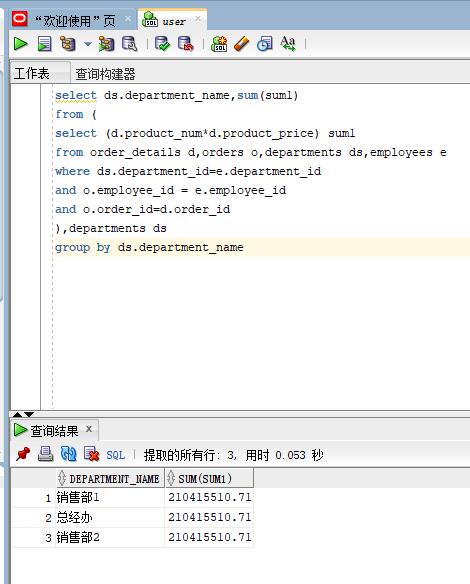 “欢迎使用”页 user
工作表 查询构建器
select ds.department_name,sum(sum1)
from (
select (d.product_num*d.product_price) sum1
from order_details d,orders o,departments ds,employees e
where ds.department_id=e.department_id
and o.employee_id = e.employee_id
and o.order_id=d.order_id
),departments ds
group by ds.department_name
查询结果
SQL | 提取的所有行: 3, 用时 0.053 秒
DEPARTMENT_NAME SUM(SUM1)
1 销售部1 210415510.71
2 总经办 210415510.71
3 销售部2 210415510.71